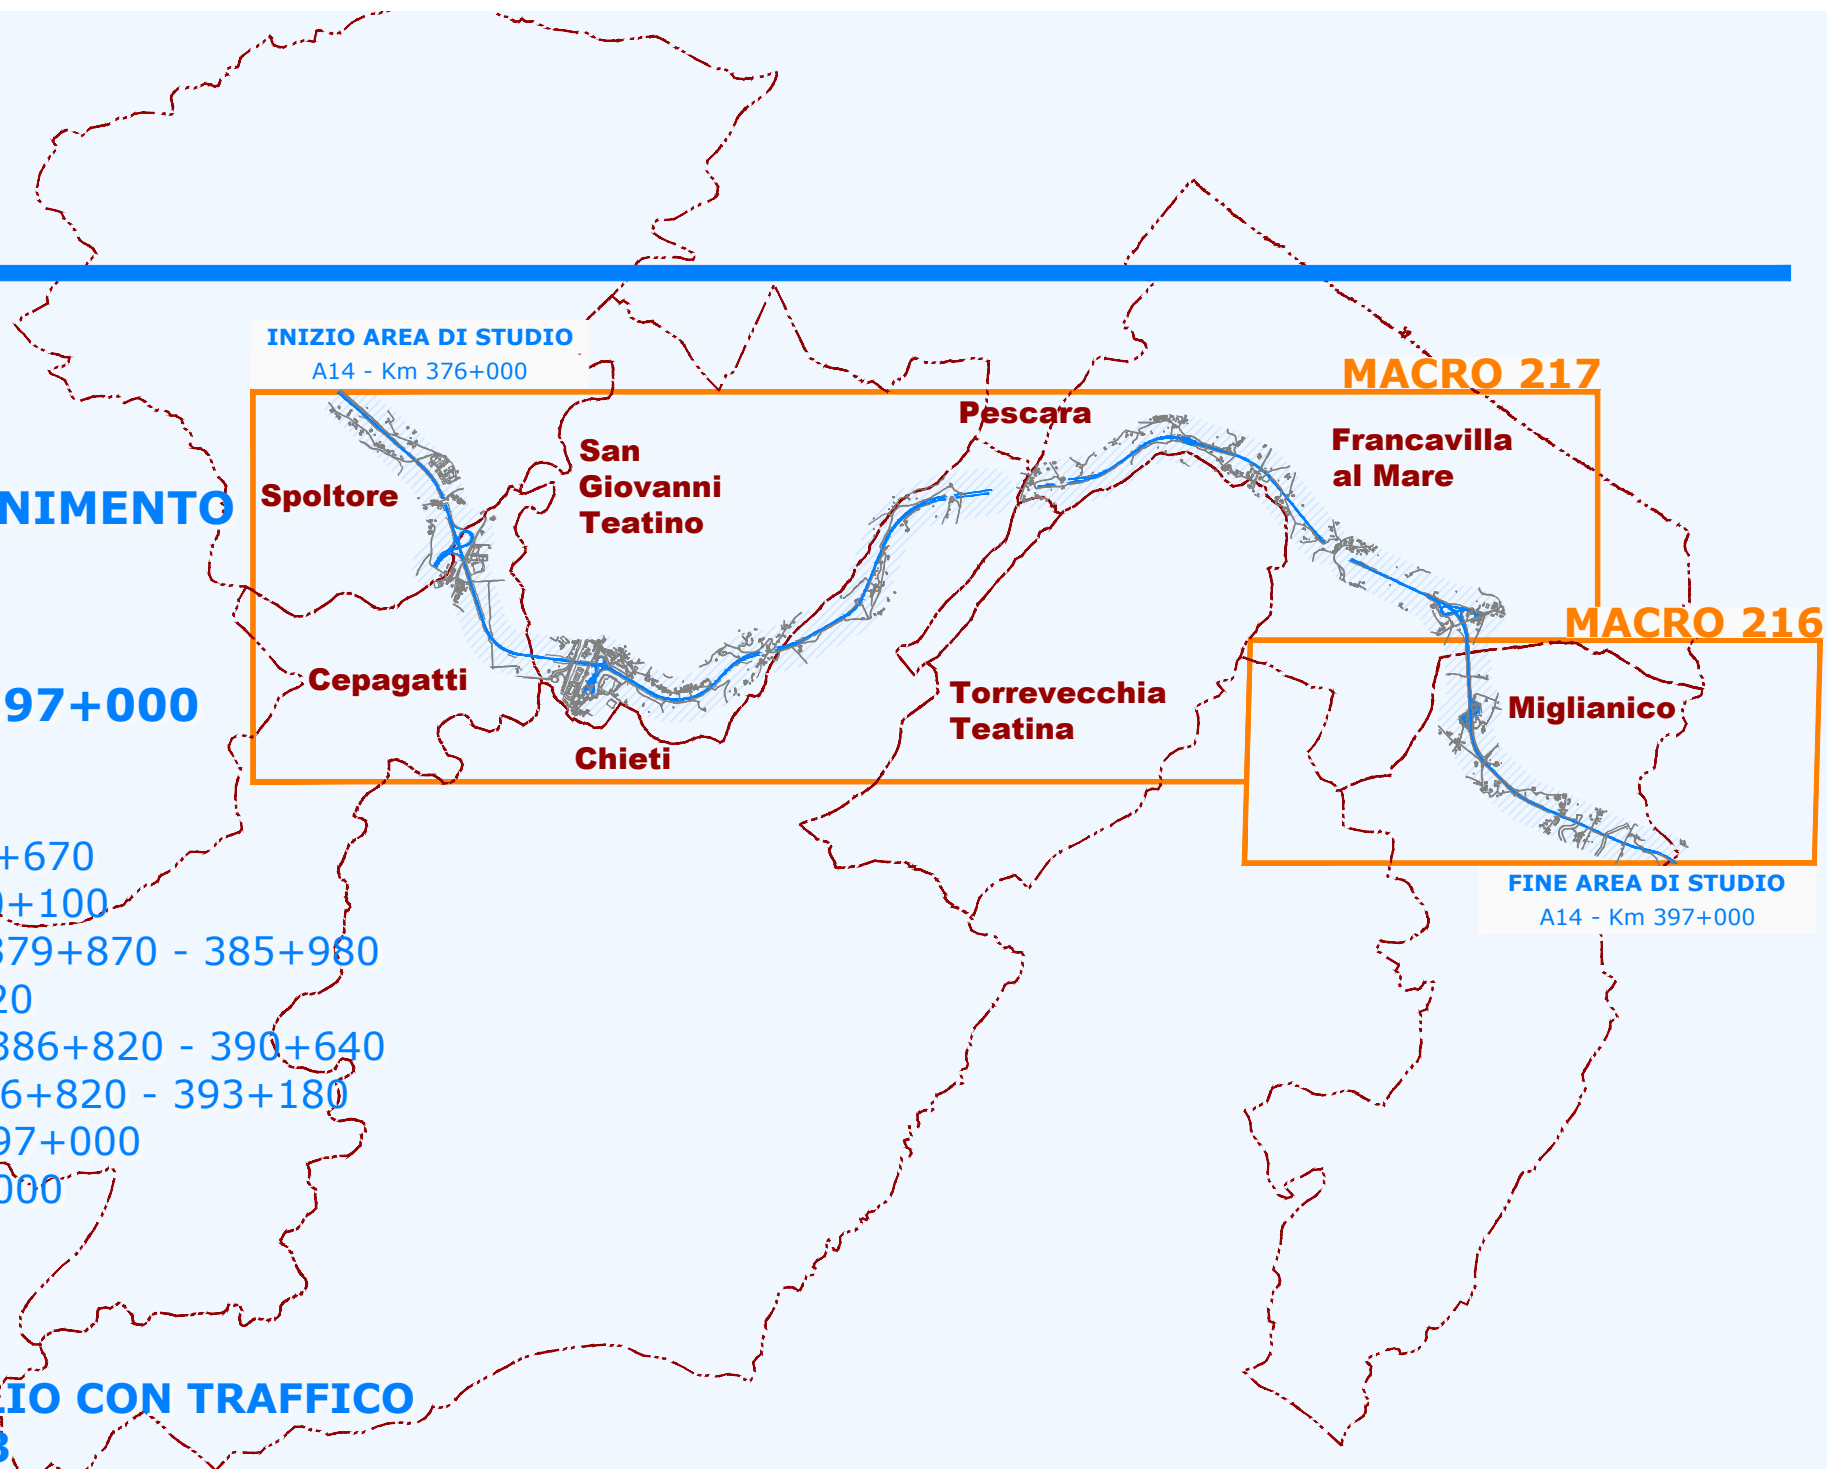 INIZIO AREA DI STUDIO
A14 - Km 376+000
MACRO 217
Pescara
Francavilla
al Mare
San
Giovanni
Teatino
Spoltore
NIMENTO
MACRO 216
Cepagatti
97+000
Torrevecchia
Teatina
Miglianico
Chieti
+670
0+100
379+870 - 385+980
20
386+820 - 390+640
6+820 - 393+180
97+000
000
FINE AREA DI STUDIO
A14 - Km 397+000
LIO CON TRAFFICO